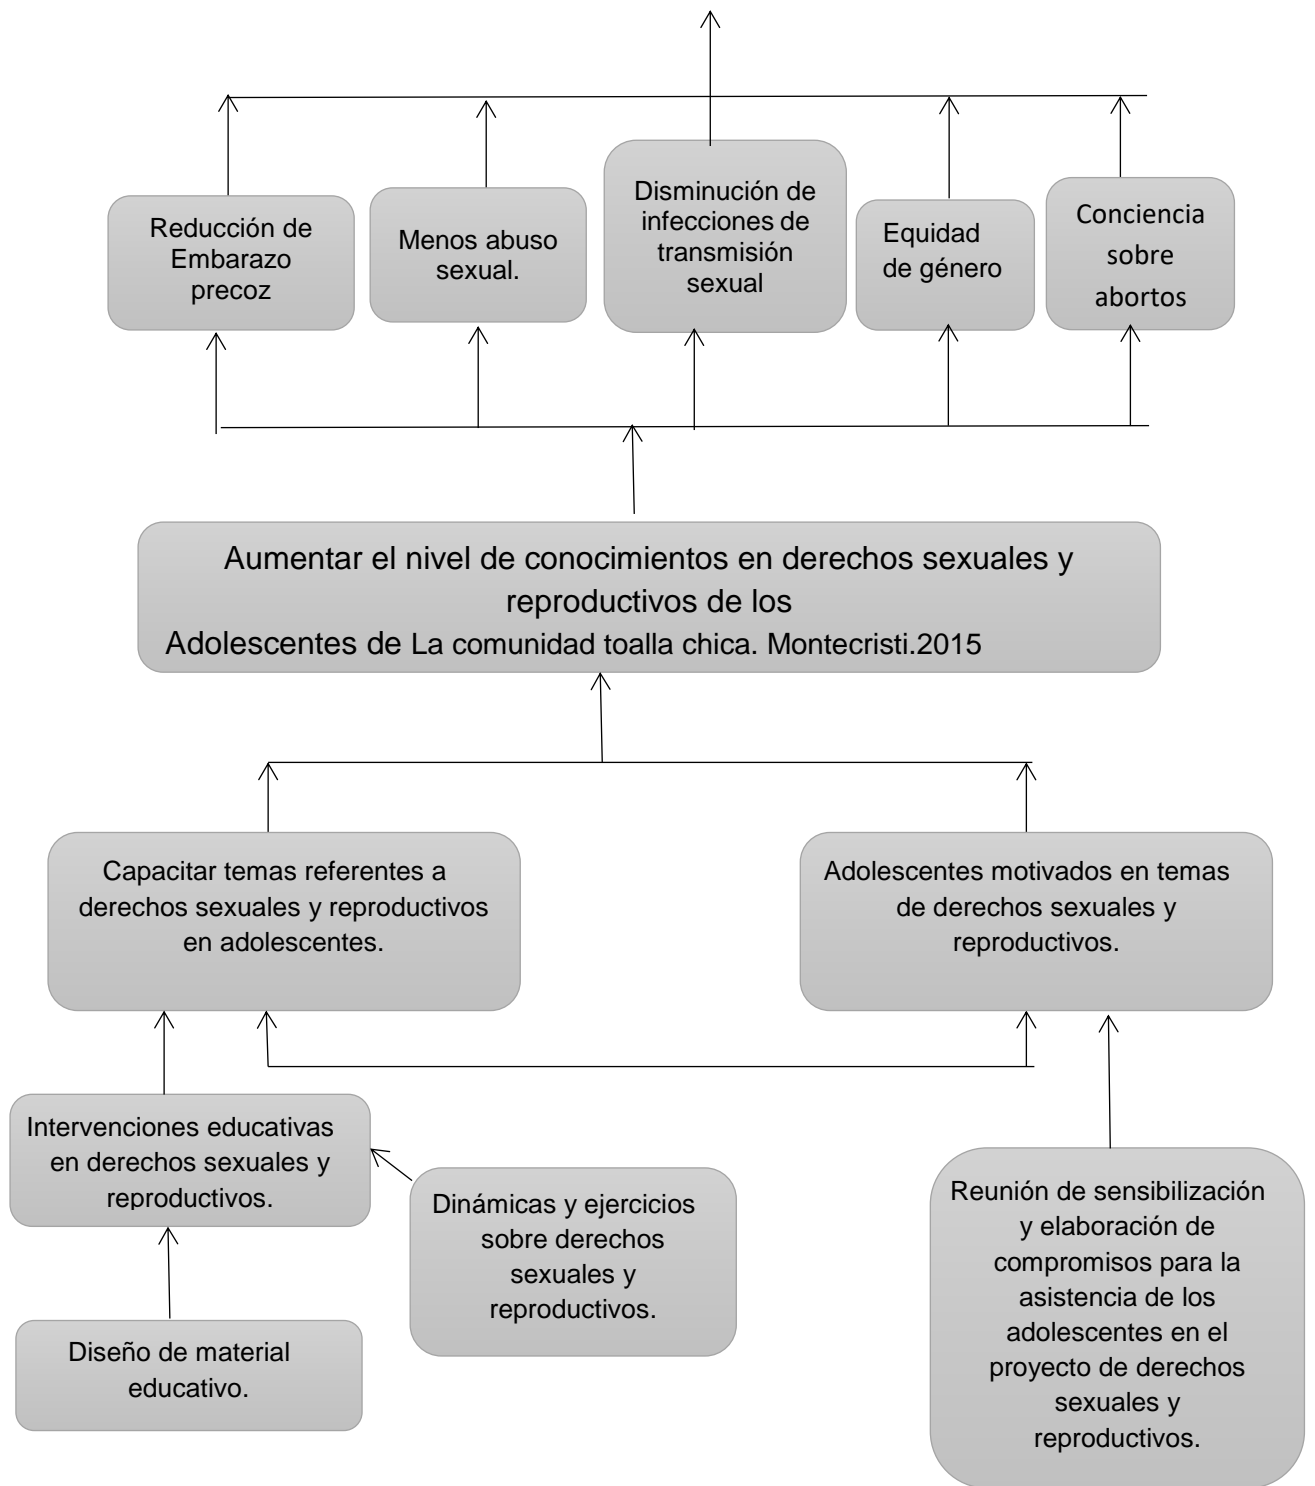 Reducción de
Embarazo
precoz
Menos abuso
sexual.
Disminución de
infecciones de
transmisión
sexual
Equidad
de género
Conciencia
sobre
abortos
Aumentar el nivel de conocimientos en derechos sexuales y
reproductivos de los
Adolescentes de La comunidad toalla chica. Montecristi.2015
Capacitar temas referentes a
derechos sexuales y reproductivos
en adolescentes.
Adolescentes motivados en temas
de derechos sexuales y
reproductivos.
Intervenciones educativas
en derechos sexuales y
reproductivos.
Dinámicas y ejercicios
sobre derechos
sexuales y
reproductivos.
Reunión de sensibilización
y elaboración de
compromisos para la
asistencia de los
adolescentes en el
proyecto de derechos
sexuales y
reproductivos.
Diseño de material
educativo.